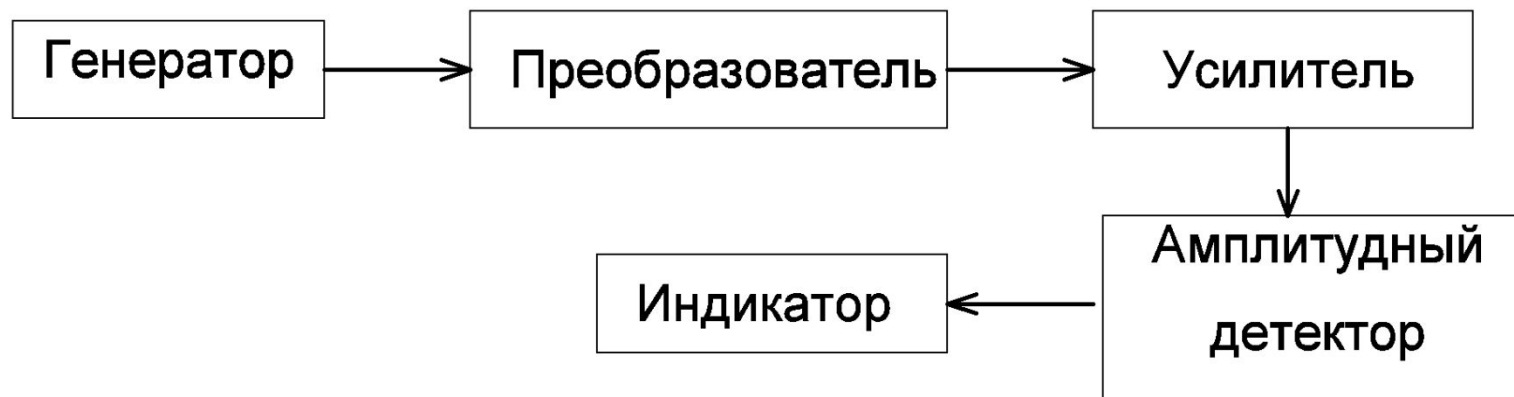 Генератор
Преобразователь
Усилитель
Амплитудный
детектор
Индикатор